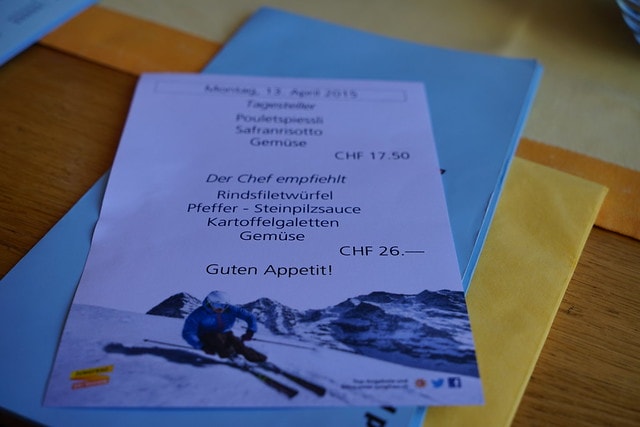 Montag, 13. April 2015
Tagesteller
Pouletspiessli
Safranrisotto
Gemüse
CHF 17.50
Der Chef empfiehlt
Rindsfiletwürfel
Pfeffer - Steinpilzsauce
Kartoffelgaletten
Gemüse
CHF 26.—
Guten Appetit!